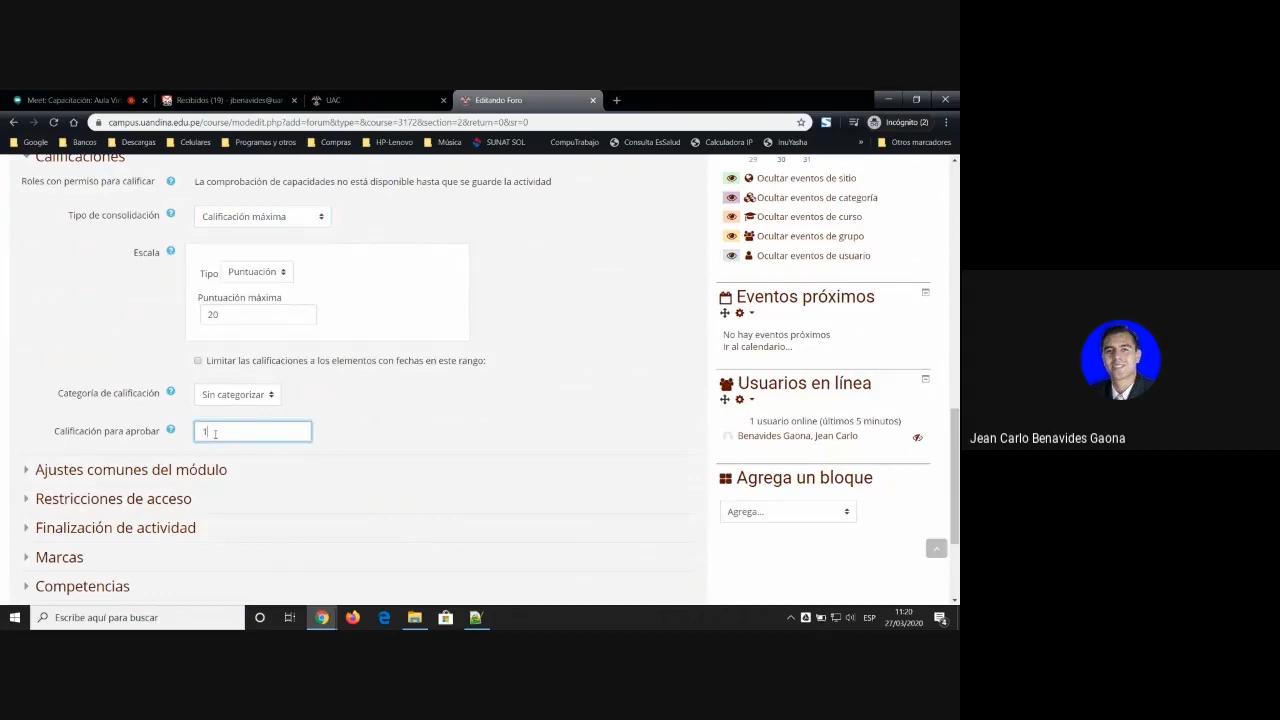 Meet: Capacitación: Aula Vir
Recibidos (19) - jbenavides@uan
UAC
Editando Foro
campus.uandina.edu.pe/course/modedit.php?add=forum&type=&course=3172&section=2&return=0&sr=0
Incógnito (2)
Google
Bancos
Descargas
Celulares
Programas y otros
Compras
HP-Lenovo
Música
SUNAT SOL
CompuTrabajo
Consulta EsSalud
Calculadora IP
InuYasha
»
Otros marcadores
Calificaciones
Roles con permiso para calificar
La comprobación de capacidades no está disponible hasta que se guarde la actividad
Tipo de consolidación
Calificación máxima
Escala
Tipo
Puntuación
Puntuación máxima
20
Limitar las calificaciones a los elementos con fechas en este rango:
Categoría de calificación
Sin categorizar
Calificación para aprobar
1
Ajustes comunes del módulo
Restricciones de acceso
Finalización de actividad
Marcas
Competencias
29 30 31
Ocultar eventos de sitio
Ocultar eventos de categoría
Ocultar eventos de curso
Ocultar eventos de grupo
Ocultar eventos de usuario
Eventos próximos
No hay eventos próximos
Ir al calendario...
Usuarios en línea
1 usuario online (últimos 5 minutos)
Benavides Gaona, Jean Carlo
Agrega un bloque
Agrega...
Jean Carlo Benavides Gaona
Escribe aquí para buscar
ESP
11:20
27/03/2020
4